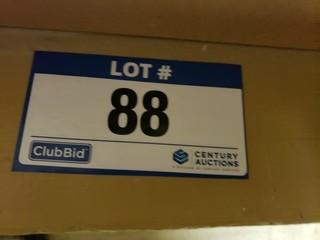 LOT #
88
ClubBid
CENTURY
AUCTIONS